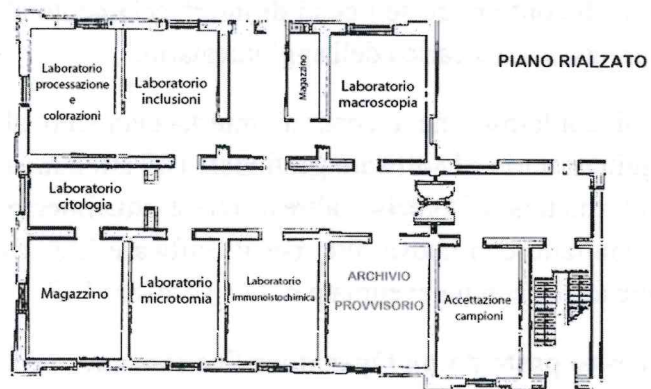 PIANO RIALZATO
Laboratorio
processazione
e
colorazioni
Laboratorio
inclusioni
Magazzino
Laboratorio
macroscopia
Laboratorio
citologia
Magazzino
Laboratorio
microtomia
Laboratorio
immunoistochimica
ARCHIVIO
PROVVISORIO
Accettazione
campioni